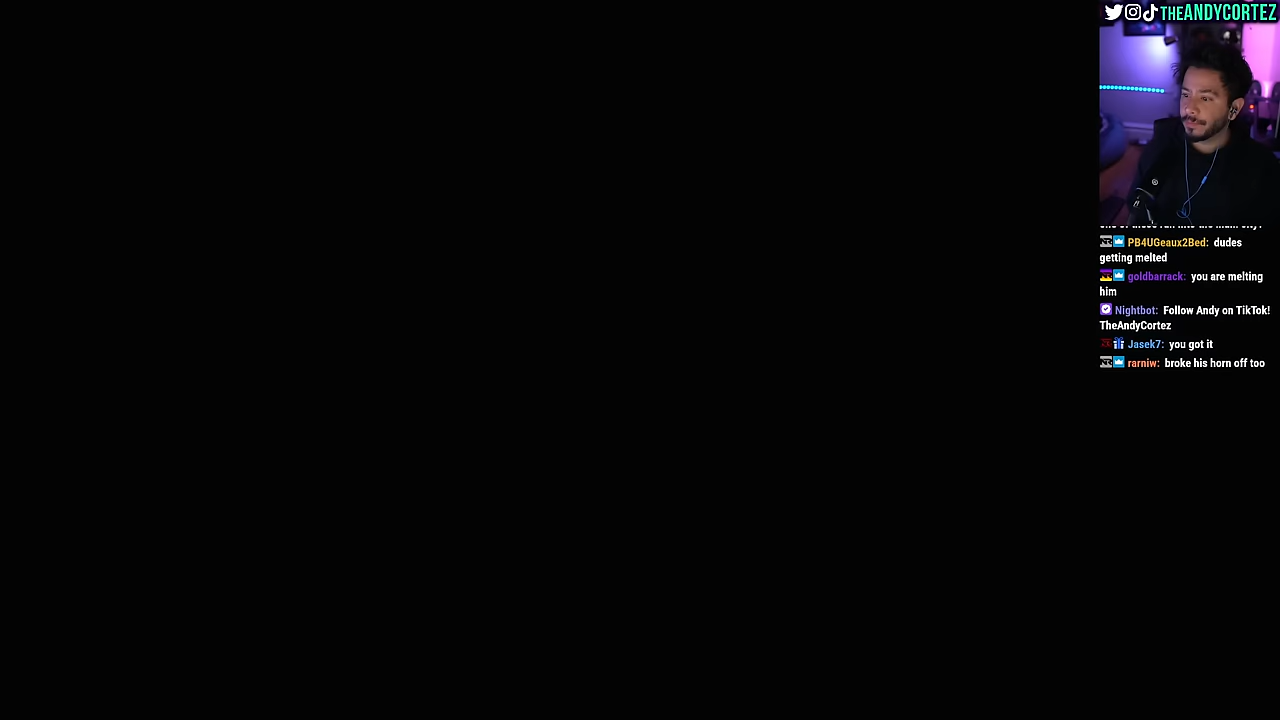 THEANDYCORTEZ
PB4UGeaux2Bed: dudes
getting melted
goldbarrack: you are melting
him
Nightbot: Follow Andy on TikTok!
TheAndyCortez
Jasek7: you got it
rarniw: broke his horn off too